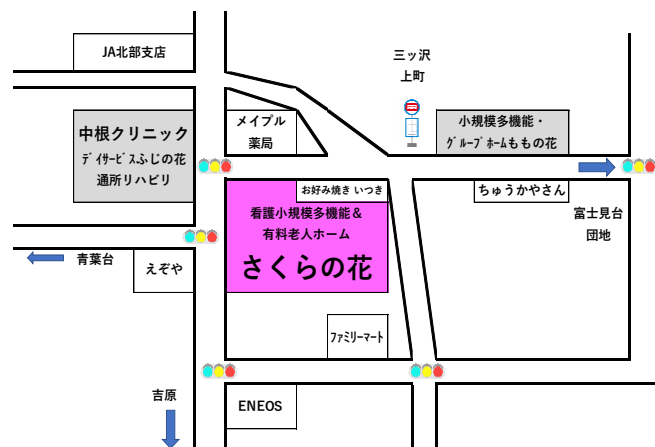 JA北部支店
三ッ沢
上町
中根クリニック
ﾃﾞｲｻｰﾋﾞｽふじの花
通所リハビリ
メイプル
薬局
小規模多機能・
ｸﾞﾙｰﾌﾟﾎｰﾑももの花
お好み焼き いつき
ちゅうかやさん
看護小規模多機能＆
有料老人ホーム
さくらの花
富士見台
団地
青葉台
えぞや
ﾌｧﾐﾘｰﾏｰﾄ
吉原
ENEOS